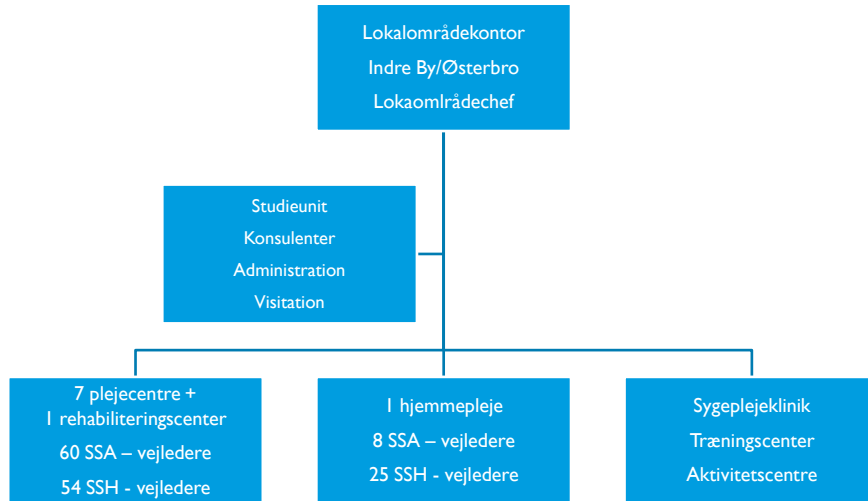 Lokalområdekontor
Indre By/Østerbro
Lokaomlrådechef
Studieunit
Konsulenter
Administration
Visitation
7 plejecentre +
1 rehabiliteringscenter
60 SSA – vejledere
54 SSH - vejledere
1 hjemmepleje
8 SSA – vejledere
25 SSH - vejledere
Sygeplejeklinik
Træningscenter
Aktivitetscentre